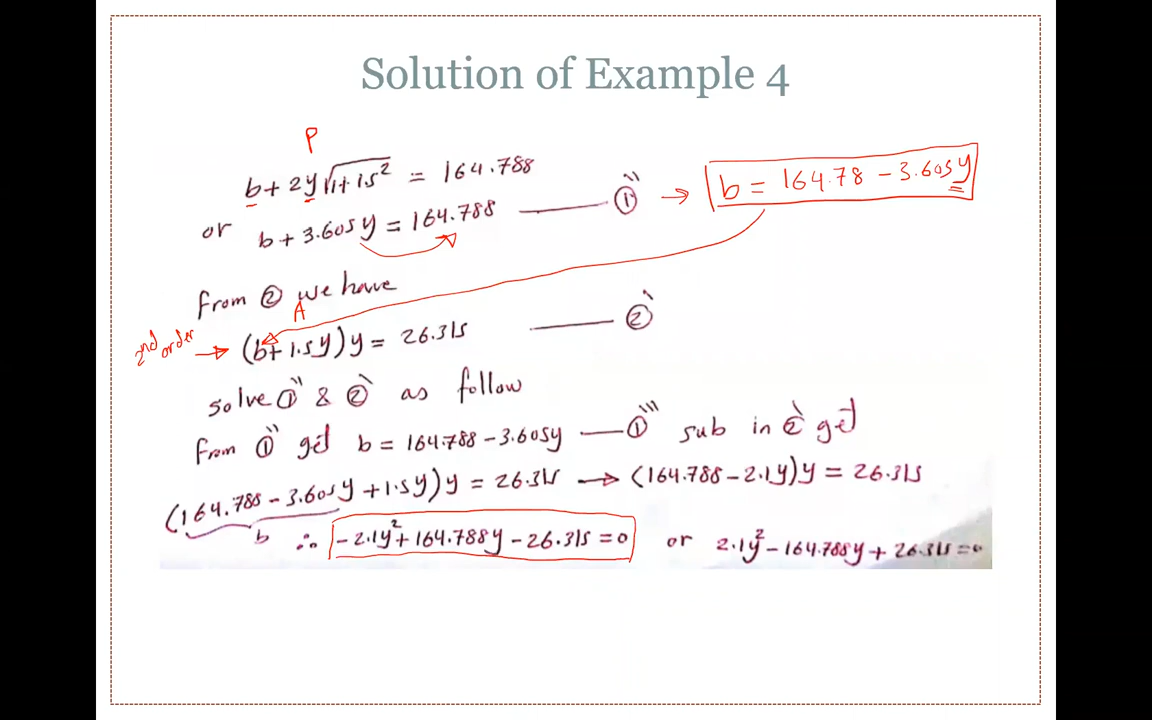 Solution of Example 4
P
b + 2y √1+1.5² = 164.788
or b + 3.605y = 164.788 —— ①'' → b = 164.78 - 3.605y
From ② we have
A
2nd order → (b + 1.5y) y = 26.315 —— ②'
solve ①'' & ②' as follow
From ①'' get b = 164.788 - 3.605y —— ①''' sub in ②' get
(164.788 - 3.605y + 1.5y) y = 26.315 → (164.788 - 2.1y) y = 26.315
b
∴ -2.1y² + 164.788y - 26.315 = 0 or 2.1y² - 164.788y + 26.315 = 0